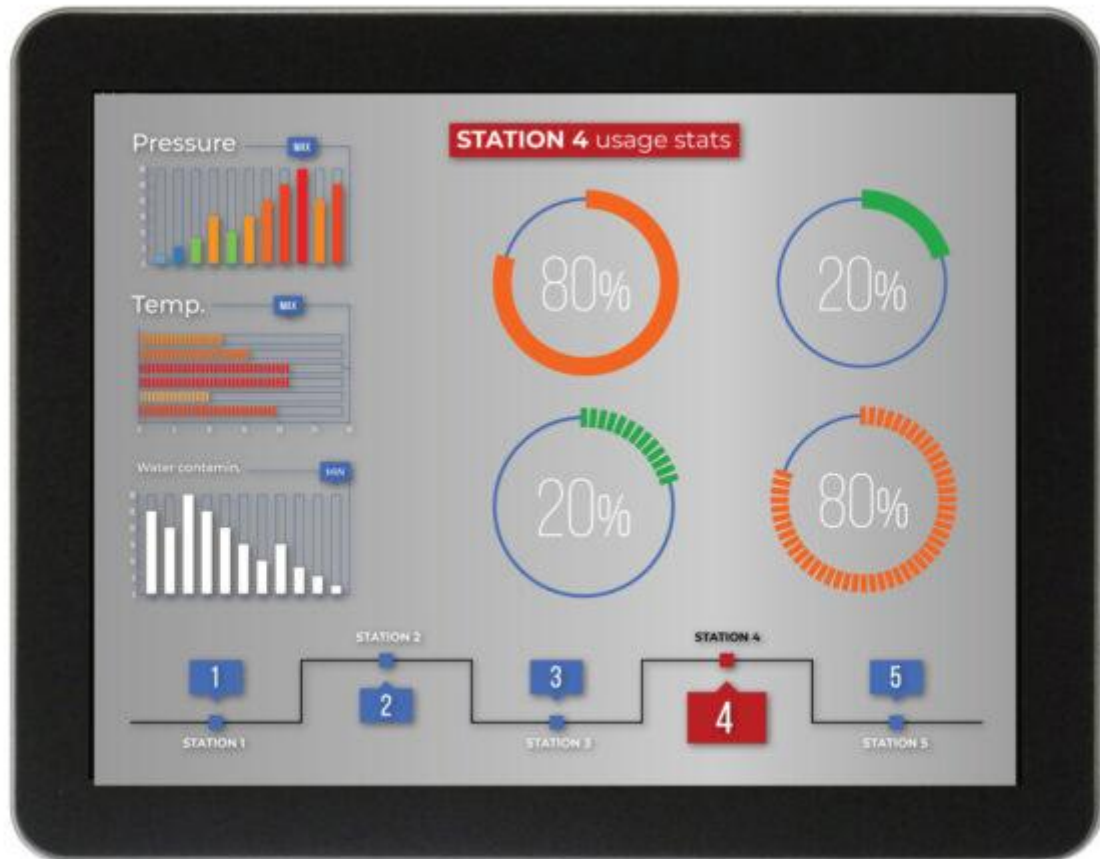 Pressure
MAX
STATION 4 usage stats
80%
20%
Temp.
MAX
20%
80%
Water contamin.
MIN
STATION 2
STATION 4
1
3
5
2
4
STATION 1
STATION 3
STATION 5